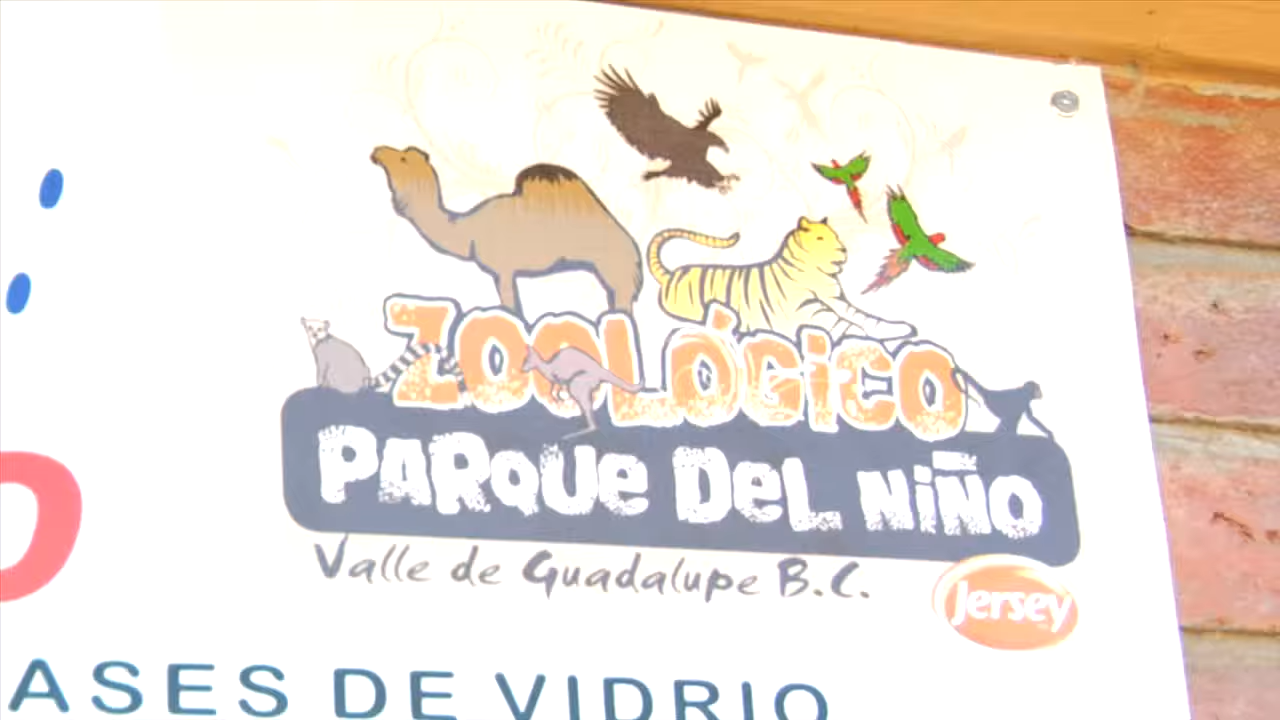 ZOOLÓGICO
PARQUE DEL NIÑO
Valle de Guadalupe B.C.
Jersey
ASES DE VIDRIO